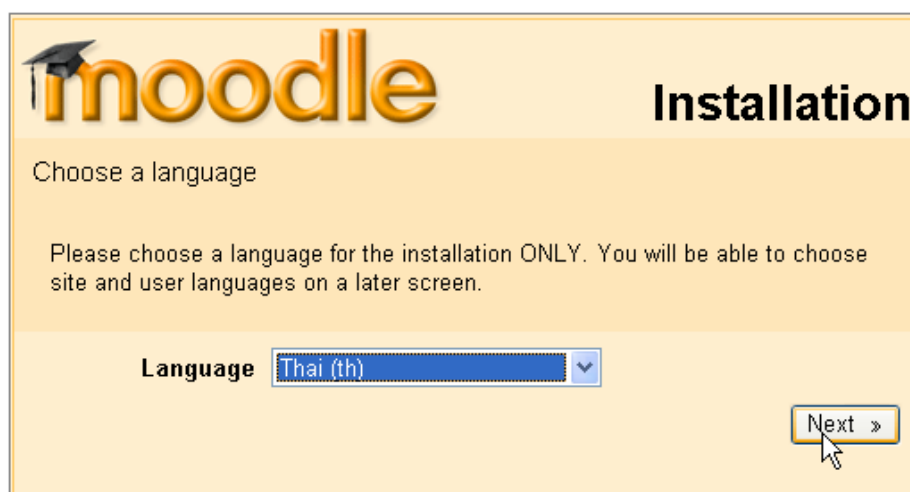 moodle
Installation
Choose a language
Please choose a language for the installation ONLY. You will be able to choose
site and user languages on a later screen.
Language Thai (th)
Next »